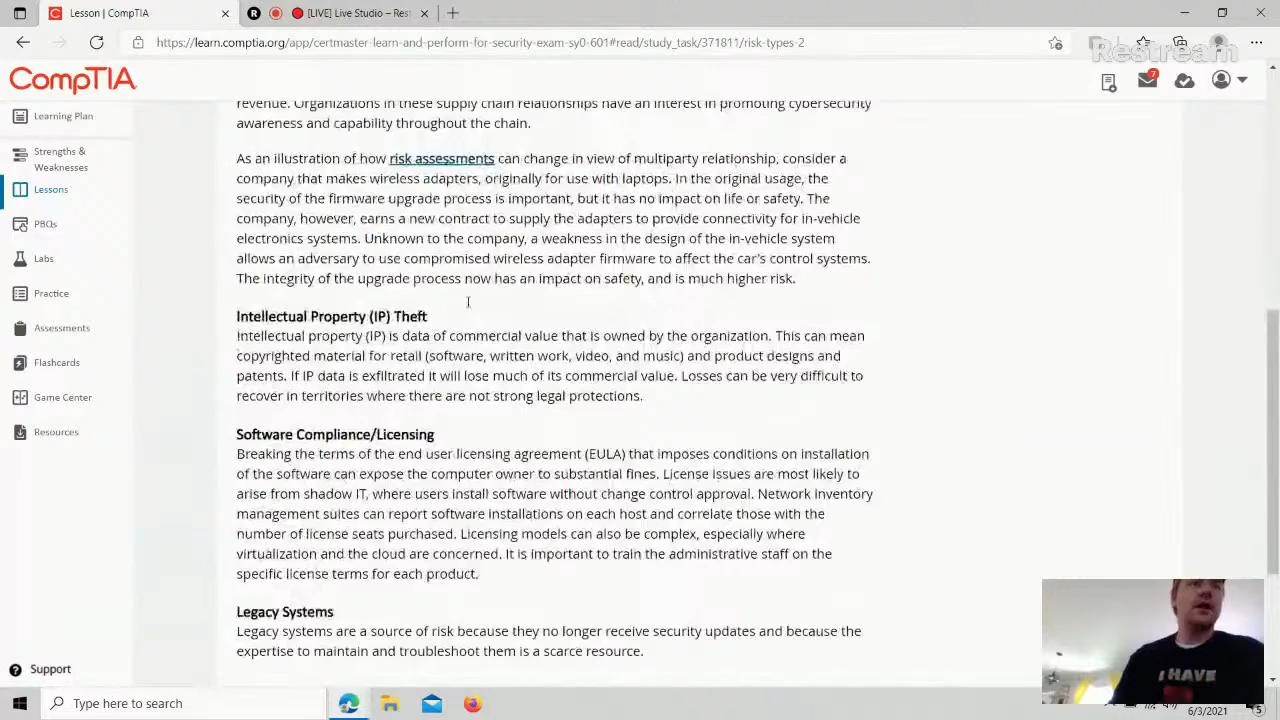 Lesson | CompTIA
R
[LIVE] Live Studio – Rest
https://learn.comptia.org/app/certmaster-learn-and-perform-for-security-exam-sy0-601#read/study_task/371811/risk-types-2
Restream
CompTIA
7
Learning Plan
Strengths &
Weaknesses
Lessons
PBQs
Labs
Practice
Assessments
Flashcards
Game Center
Resources
Support
revenue. Organizations in these supply chain relationships have an interest in promoting cybersecurity
awareness and capability throughout the chain.
As an illustration of how risk assessments can change in view of multiparty relationship, consider a
company that makes wireless adapters, originally for use with laptops. In the original usage, the
security of the firmware upgrade process is important, but it has no impact on life or safety. The
company, however, earns a new contract to supply the adapters to provide connectivity for in-vehicle
electronics systems. Unknown to the company, a weakness in the design of the in-vehicle system
allows an adversary to use compromised wireless adapter firmware to affect the car's control systems.
The integrity of the upgrade process now has an impact on safety, and is much higher risk.
Intellectual Property (IP) Theft
Intellectual property (IP) is data of commercial value that is owned by the organization. This can mean
copyrighted material for retail (software, written work, video, and music) and product designs and
patents. If IP data is exfiltrated it will lose much of its commercial value. Losses can be very difficult to
recover in territories where there are not strong legal protections.
Software Compliance/Licensing
Breaking the terms of the end user licensing agreement (EULA) that imposes conditions on installation
of the software can expose the computer owner to substantial fines. License issues are most likely to
arise from shadow IT, where users install software without change control approval. Network inventory
management suites can report software installations on each host and correlate those with the
number of license seats purchased. Licensing models can also be complex, especially where
virtualization and the cloud are concerned. It is important to train the administrative staff on the
specific license terms for each product.
Legacy Systems
Legacy systems are a source of risk because they no longer receive security updates and because the
expertise to maintain and troubleshoot them is a scarce resource.
I HAVE
Type here to search
6/3/2021
5